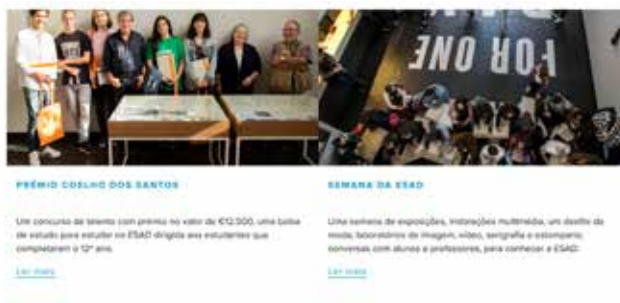 FOR ONE
PRÉMIO COELHO DOS SANTOS
Um concurso de talento com prémio no valor de €12.500, uma bolsa
de estudo para estudar na ESAD dirigida aos estudantes que
completaram o 12º ano.
Ler mais
SEMANA DA ESAD
Uma semana de exposições, instalações multimédia, um desfile de
moda, laboratórios de imagem, vídeo, serigrafia e estamparia,
conversas com alunos e professores, para conhecer a ESAD.
Ler mais